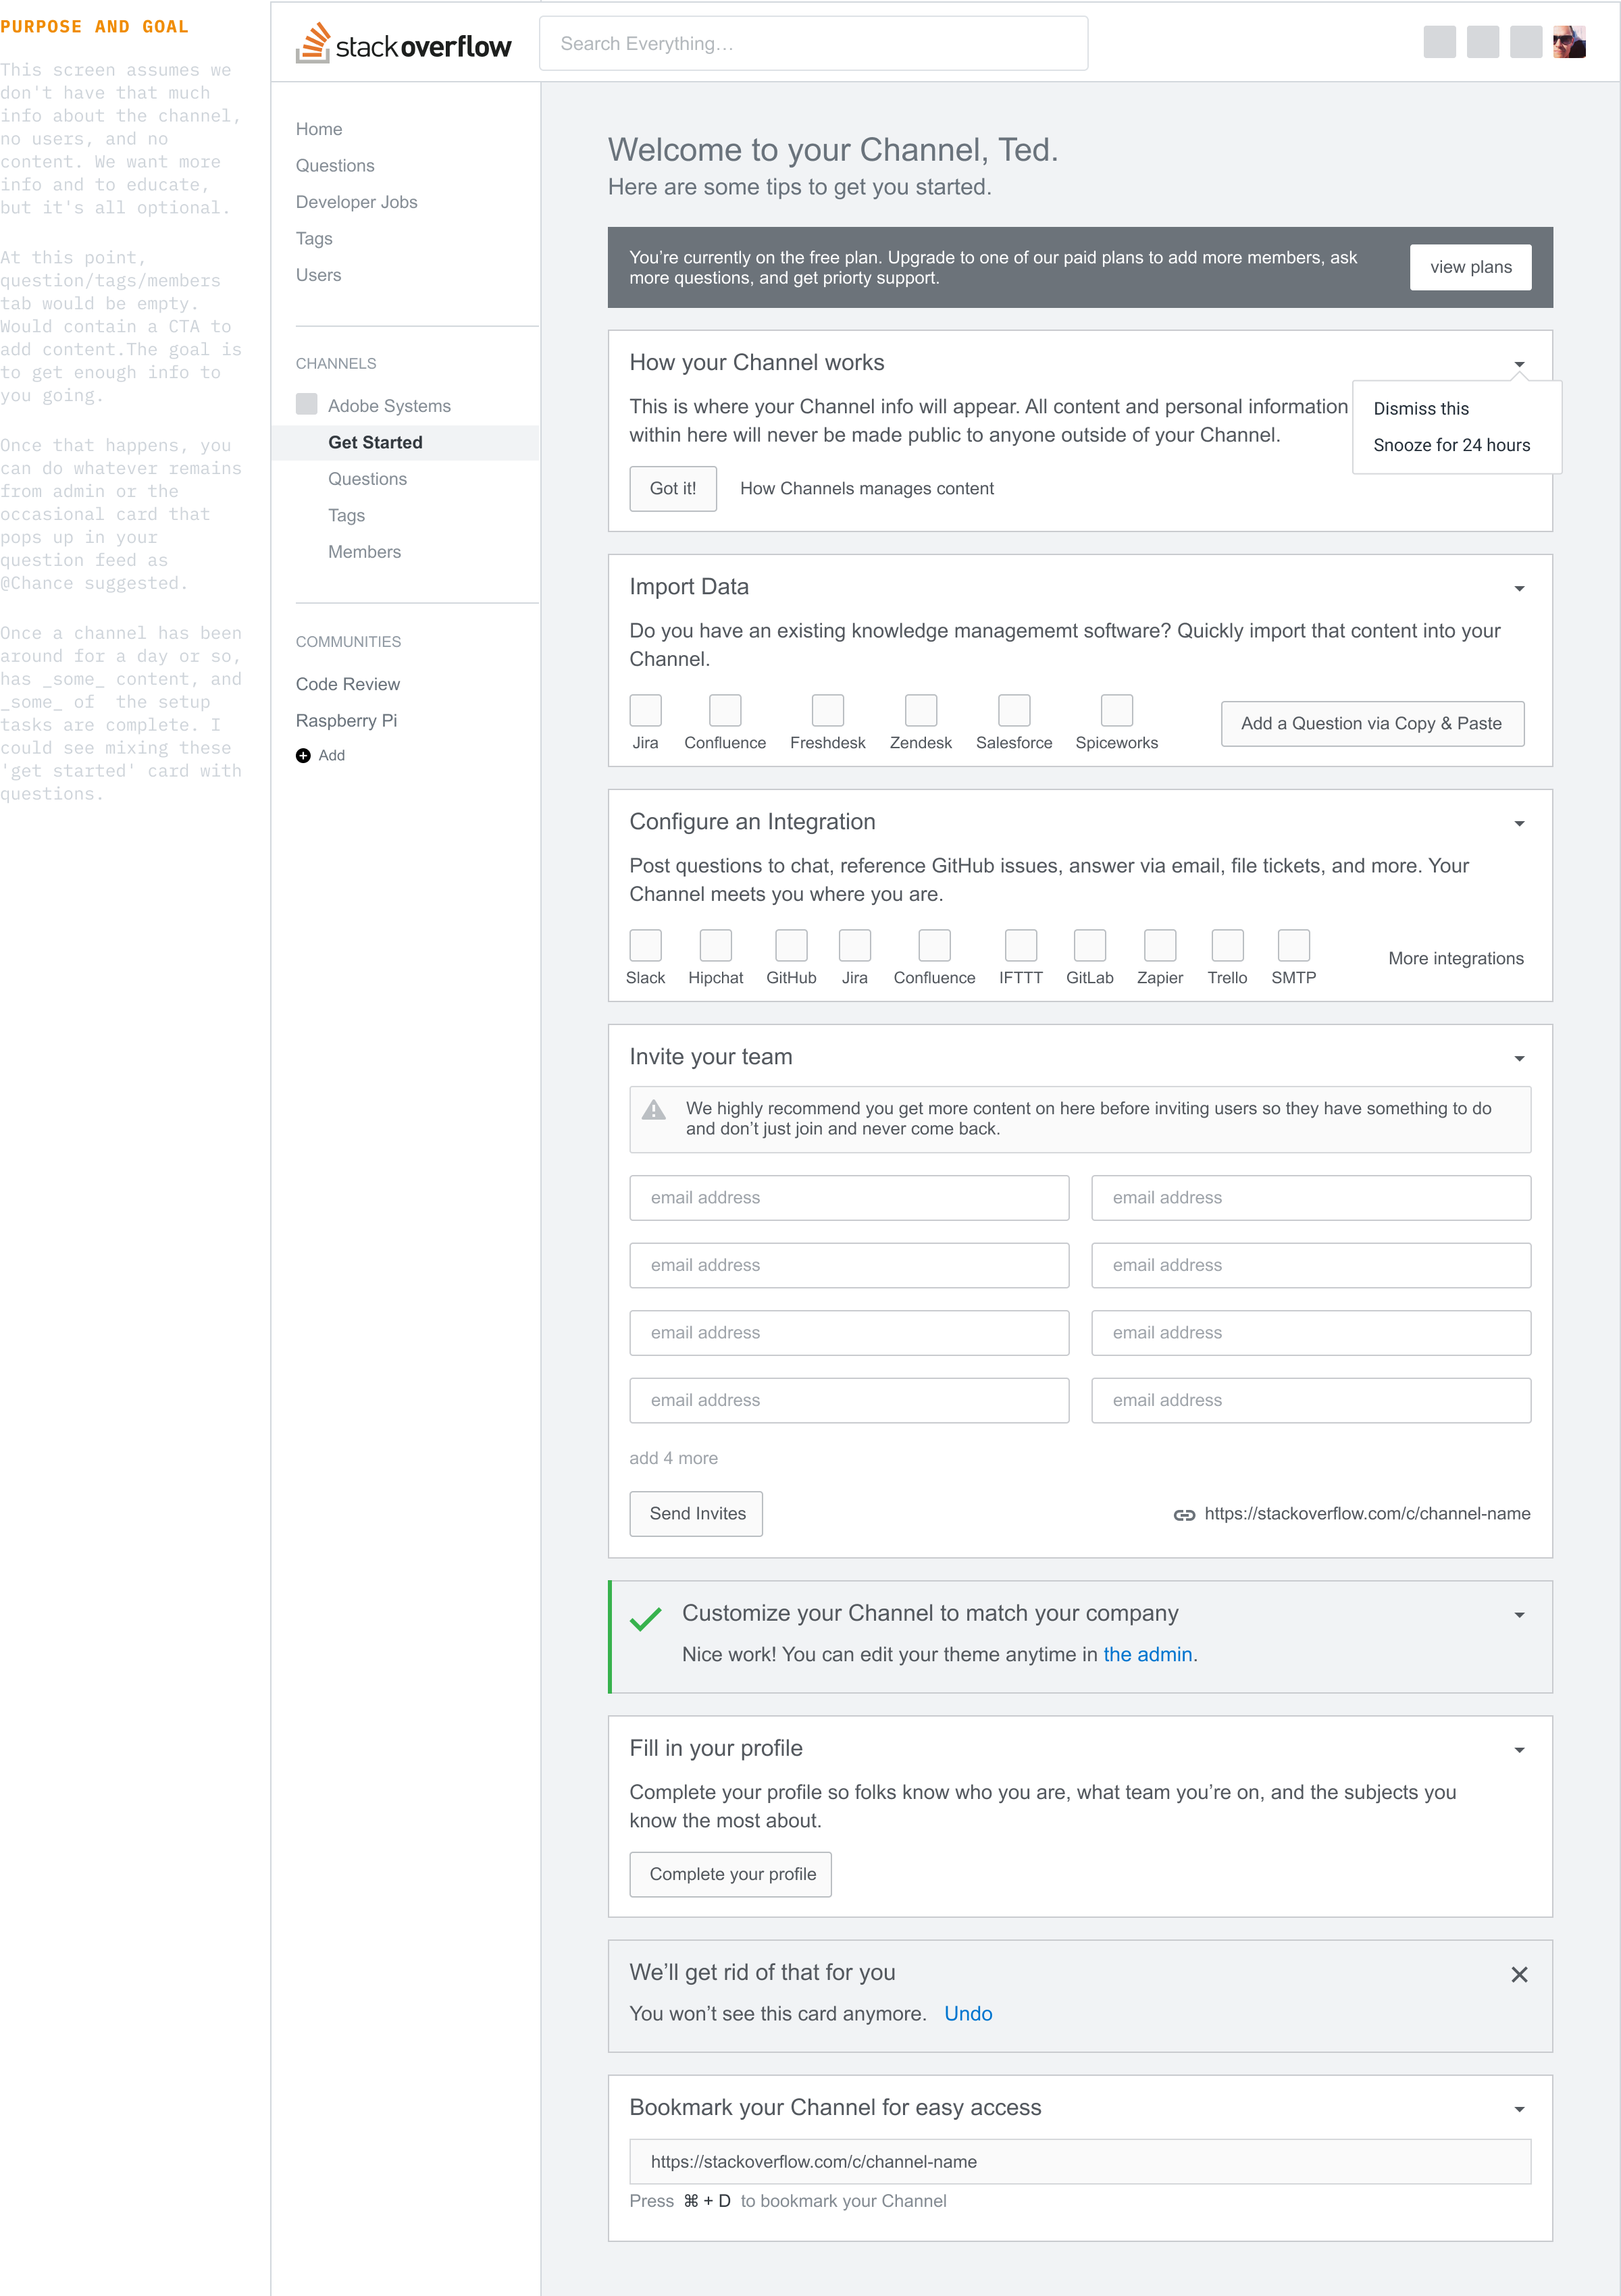 PURPOSE AND GOAL
This screen assumes we
don't have that much
info about the channel,
no users, and no
content. We want more
info and to educate,
but it's all optional.
At this point,
question/tags/members
tab would be empty.
Would contain a CTA to
add content.The goal is
to get enough info to
you going.
Once that happens, you
can do whatever remains
from admin or the
occasional card that
pops up in your
question feed as
@Chance suggested.
Once a channel has been
around for a day or so,
has _some_ content, and
_some_ of  the setup
tasks are complete. I
could see mixing these
'get started' card with
questions.
stackoverflow
Search Everything…
Home
Questions
Developer Jobs
Tags
Users
CHANNELS
Adobe Systems
Get Started
Questions
Tags
Members
COMMUNITIES
Code Review
Raspberry Pi
Add
Welcome to your Channel, Ted.
Here are some tips to get you started.
You’re currently on the free plan. Upgrade to one of our paid plans to add more members, ask
more questions, and get priorty support.
view plans
How your Channel works
This is where your Channel info will appear. All content and personal information
within here will never be made public to anyone outside of your Channel.
Dismiss this
Snooze for 24 hours
Got it!
How Channels manages content
Import Data
Do you have an existing knowledge managememt software? Quickly import that content into your
Channel.
Jira
Confluence
Freshdesk
Zendesk
Salesforce
Spiceworks
Add a Question via Copy & Paste
Configure an Integration
Post questions to chat, reference GitHub issues, answer via email, file tickets, and more. Your
Channel meets you where you are.
Slack
Hipchat
GitHub
Jira
Confluence
IFTTT
GitLab
Zapier
Trello
SMTP
More integrations
Invite your team
We highly recommend you get more content on here before inviting users so they have something to do
and don’t just join and never come back.
email address
email address
email address
email address
email address
email address
email address
email address
add 4 more
Send Invites
https://stackoverflow.com/c/channel-name
Customize your Channel to match your company
Nice work! You can edit your theme anytime in the admin.
Fill in your profile
Complete your profile so folks know who you are, what team you’re on, and the subjects you
know the most about.
Complete your profile
We’ll get rid of that for you
You won’t see this card anymore. Undo
Bookmark your Channel for easy access
https://stackoverflow.com/c/channel-name
Press ⌘ + D to bookmark your Channel